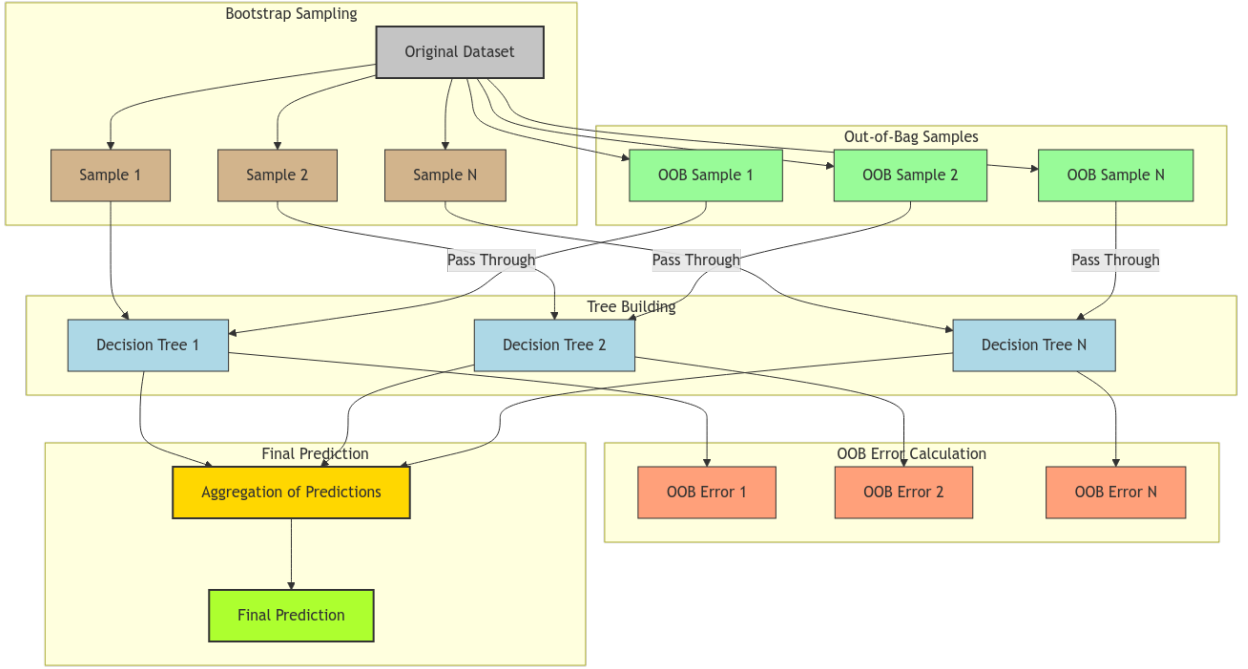 Bootstrap Sampling
Original Dataset
Out-of-Bag Samples
Sample 1
Sample 2
Sample N
OOB Sample 1
OOB Sample 2
OOB Sample N
Pass Through
Pass Through
Pass Through
Tree Building
Decision Tree 1
Decision Tree 2
Decision Tree N
Final Prediction
OOB Error Calculation
Aggregation of Predictions
OOB Error 1
OOB Error 2
OOB Error N
Final Prediction